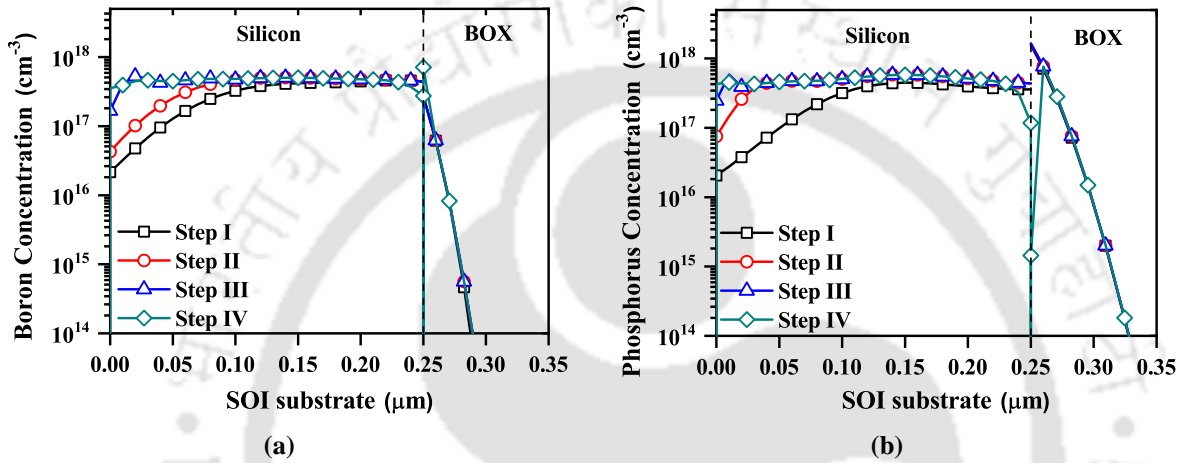 Silicon
BOX
Boron Concentration (cm⁻³)
10¹⁸
10¹⁷
10¹⁶
10¹⁵
10¹⁴
Step I
Step II
Step III
Step IV
0.00 0.05 0.10 0.15 0.20 0.25 0.30 0.35
SOI substrate (μm)
(a)
Silicon
BOX
Phosphorus Concentration (cm⁻³)
10¹⁸
10¹⁷
10¹⁶
10¹⁵
10¹⁴
Step I
Step II
Step III
Step IV
0.00 0.05 0.10 0.15 0.20 0.25 0.30 0.35
SOI substrate (μm)
(b)